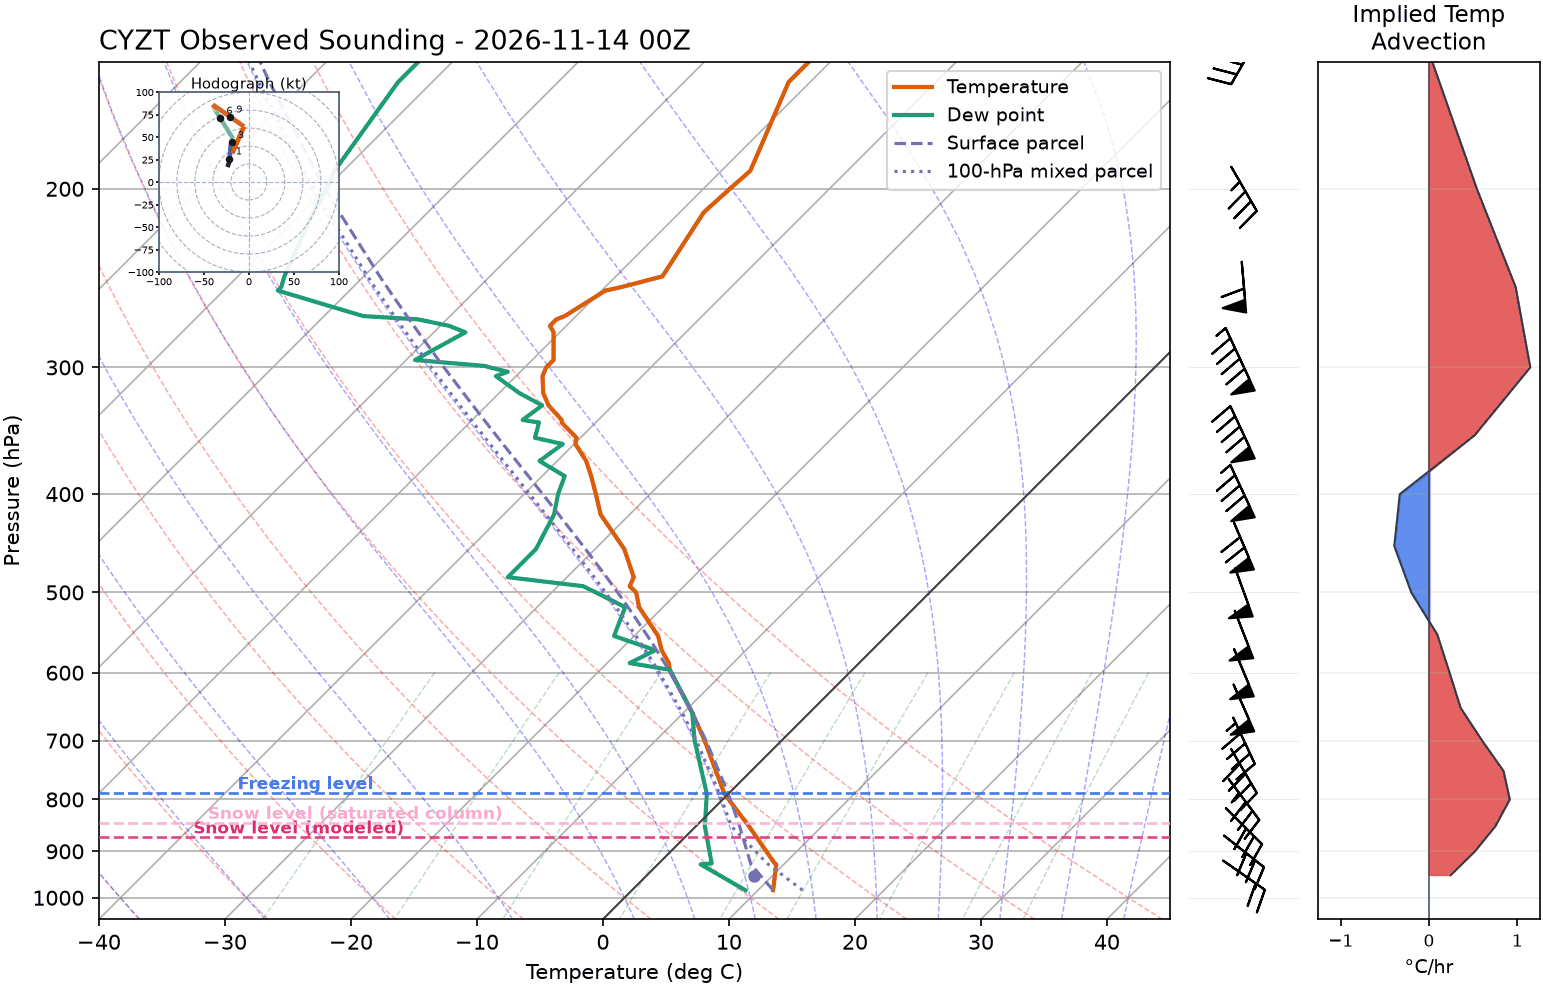 CYZT Observed Sounding - 2026-11-14 00Z
Implied Temp
Advection
Hodograph (kt)
100
75
50
25
0
−25
−50
−75
−100
−100
−50
0
50
100
1
3
6
9
Temperature
Dew point
Surface parcel
100-hPa mixed parcel
Pressure (hPa)
200
300
400
500
600
700
800
900
1000
Freezing level
Snow level (saturated column)
Snow level (modeled)
−40
−30
−20
−10
0
10
20
30
40
Temperature (deg C)
−1
0
1
°C/hr